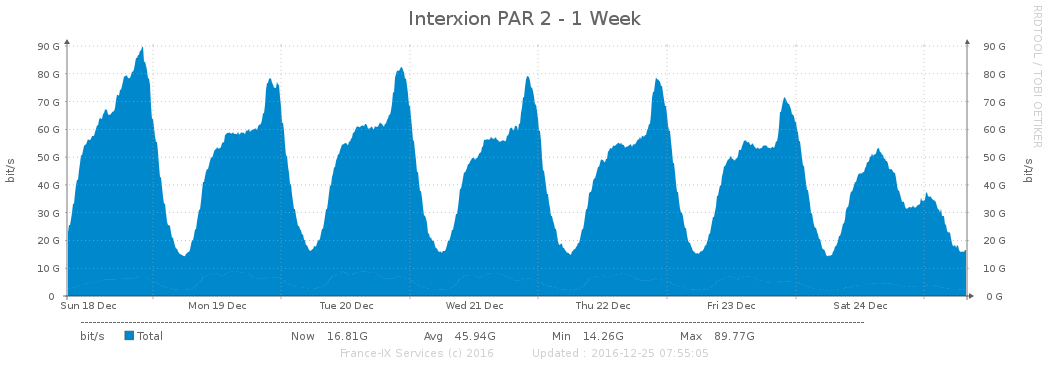 Interxion PAR 2 - 1 Week
RRDTOOL / TOBI OETIKER
bit/s
bit/s
90 G 90 G
80 G 80 G
70 G 70 G
60 G 60 G
50 G 50 G
40 G 40 G
30 G 30 G
20 G 20 G
10 G 10 G
0 0 G
Sun 18 Dec Mon 19 Dec Tue 20 Dec Wed 21 Dec Thu 22 Dec Fri 23 Dec Sat 24 Dec
bit/s Total Now 16.81G Avg 45.94G Min 14.26G Max 89.77G
France-IX Services (c) 2016 Updated : 2016-12-25 07:55:05